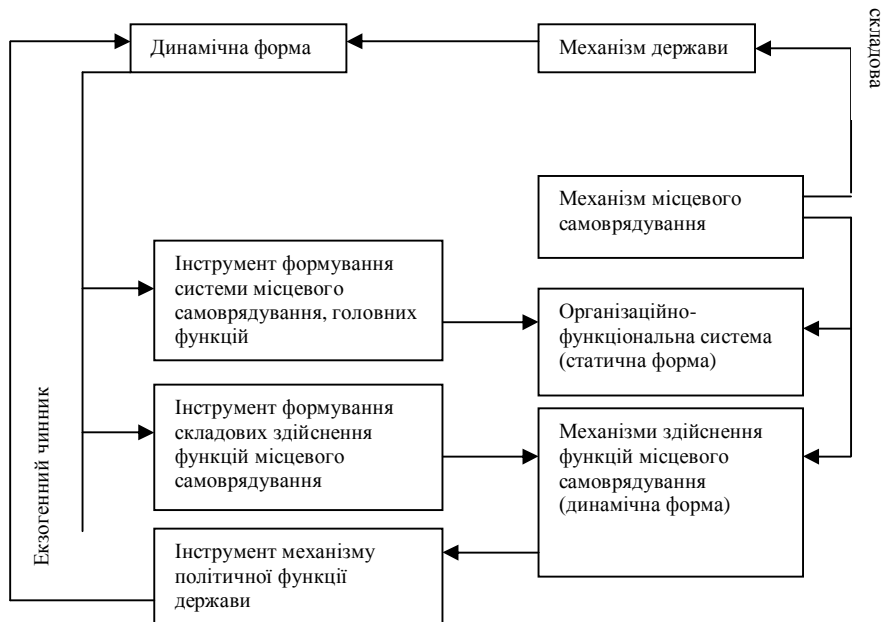 складова
Динамічна форма
Механізм держави
Механізм місцевого
самоврядування
Інструмент формування
системи місцевого
самоврядування, головних
функцій
Організаційно-
функціональна система
(статична форма)
Екзогенний чинник
Інструмент формування
складових здійснення
функцій місцевого
самоврядування
Механізми здійснення
функцій місцевого
самоврядування
(динамічна форма)
Інструмент механізму
політичної функції
держави